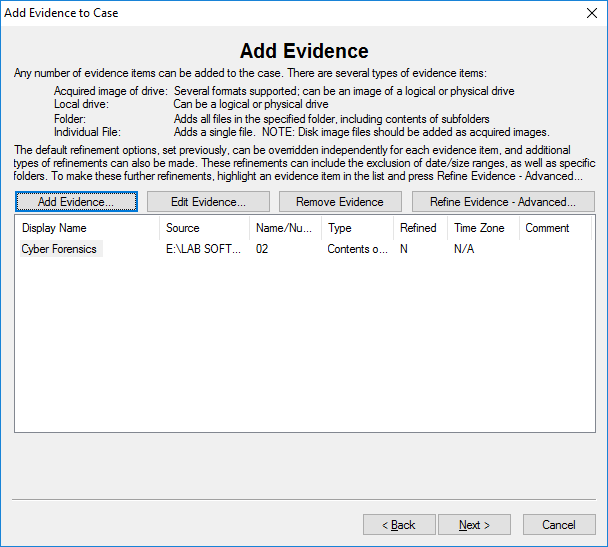 Add Evidence to Case
Add Evidence
Any number of evidence items can be added to the case. There are several types of evidence items:
Acquired image of drive: Several formats supported; can be an image of a logical or physical drive
Local drive: Can be a logical or physical drive
Folder: Adds all files in the specified folder, including contents of subfolders
Individual File: Adds a single file. NOTE: Disk image files should be added as acquired images.
The default refinement options, set previously, can be overridden independently for each evidence item, and additional
types of refinements can also be made. These refinements can include the exclusion of date/size ranges, as well as specific
folders. To make these further refinements, highlight an evidence item in the list and press Refine Evidence - Advanced...
Add Evidence... Edit Evidence... Remove Evidence Refine Evidence - Advanced...
Display Name Source Name/Nu... Type Refined Time Zone Comment
Cyber Forensics E:\LAB SOFT... 02 Contents o... N N/A
< Back Next > Cancel